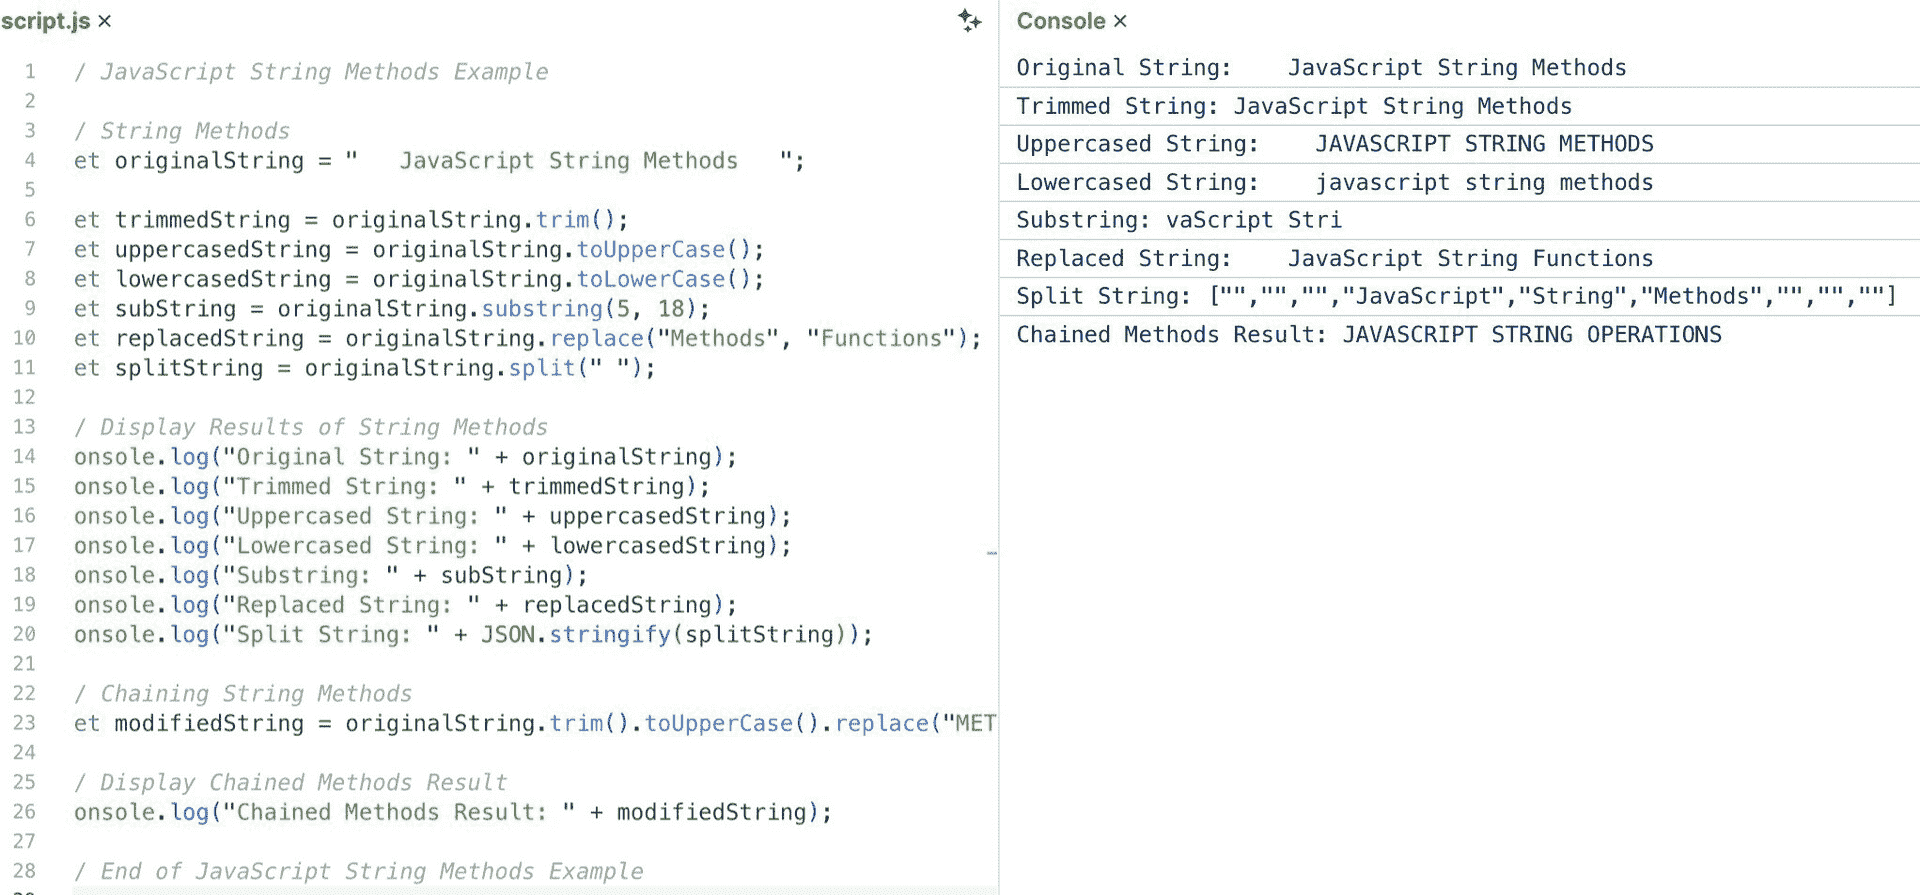 script.js ×
1 / JavaScript String Methods Example
2
3 / String Methods
4 et originalString = "   JavaScript String Methods   ";
5
6 et trimmedString = originalString.trim();
7 et uppercasedString = originalString.toUpperCase();
8 et lowercasedString = originalString.toLowerCase();
9 et subString = originalString.substring(5, 18);
10 et replacedString = originalString.replace("Methods", "Functions");
11 et splitString = originalString.split(" ");
12
13 / Display Results of String Methods
14 onsole.log("Original String: " + originalString);
15 onsole.log("Trimmed String: " + trimmedString);
16 onsole.log("Uppercased String: " + uppercasedString);
17 onsole.log("Lowercased String: " + lowercasedString);
18 onsole.log("Substring: " + subString);
19 onsole.log("Replaced String: " + replacedString);
20 onsole.log("Split String: " + JSON.stringify(splitString));
21
22 / Chaining String Methods
23 et modifiedString = originalString.trim().toUpperCase().replace("MET
24
25 / Display Chained Methods Result
26 onsole.log("Chained Methods Result: " + modifiedString);
27
28 / End of JavaScript String Methods Example
Console ×
Original String:    JavaScript String Methods
Trimmed String: JavaScript String Methods
Uppercased String:    JAVASCRIPT STRING METHODS
Lowercased String:    javascript string methods
Substring: vaScript Stri
Replaced String:    JavaScript String Functions
Split String: ["","","","JavaScript","String","Methods","","",""]
Chained Methods Result: JAVASCRIPT STRING OPERATIONS